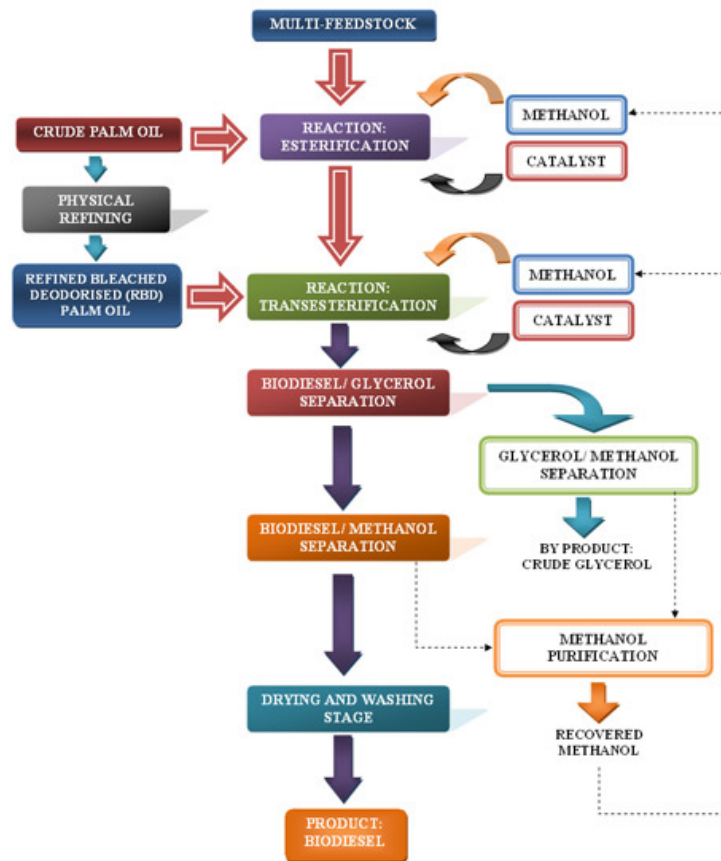 MULTI-FEEDSTOCK
CRUDE PALM OIL
REACTION:
ESTERIFICATION
METHANOL
CATALYST
PHYSICAL
REFINING
REFINED BLEACHED
DEODORISED (RBD)
PALM OIL
REACTION:
TRANSESTERIFICATION
METHANOL
CATALYST
BIODIESEL/ GLYCEROL
SEPARATION
GLYCEROL/ METHANOL
SEPARATION
BIODIESEL/ METHANOL
SEPARATION
BY PRODUCT:
CRUDE GLYCEROL
METHANOL
PURIFICATION
DRYING AND WASHING
STAGE
RECOVERED
METHANOL
PRODUCT:
BIODIESEL